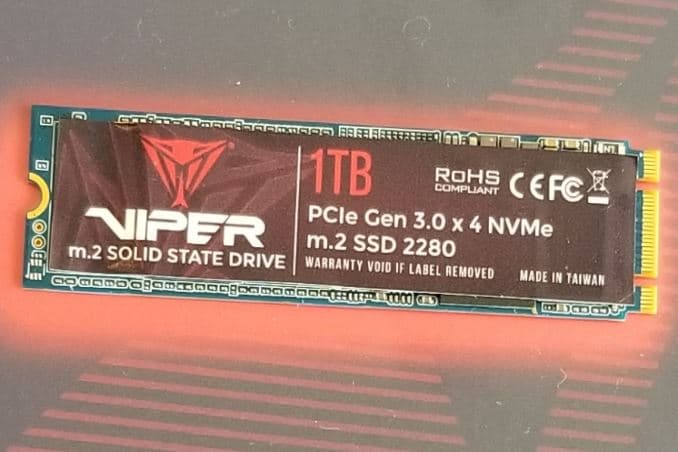 VIPER
m.2 SOLID STATE DRIVE
1TB
RoHS
COMPLIANT
CE FC
PCIe Gen 3.0 x 4 NVMe
m.2 SSD 2280
WARRANTY VOID IF LABEL REMOVED
MADE IN TAIWAN